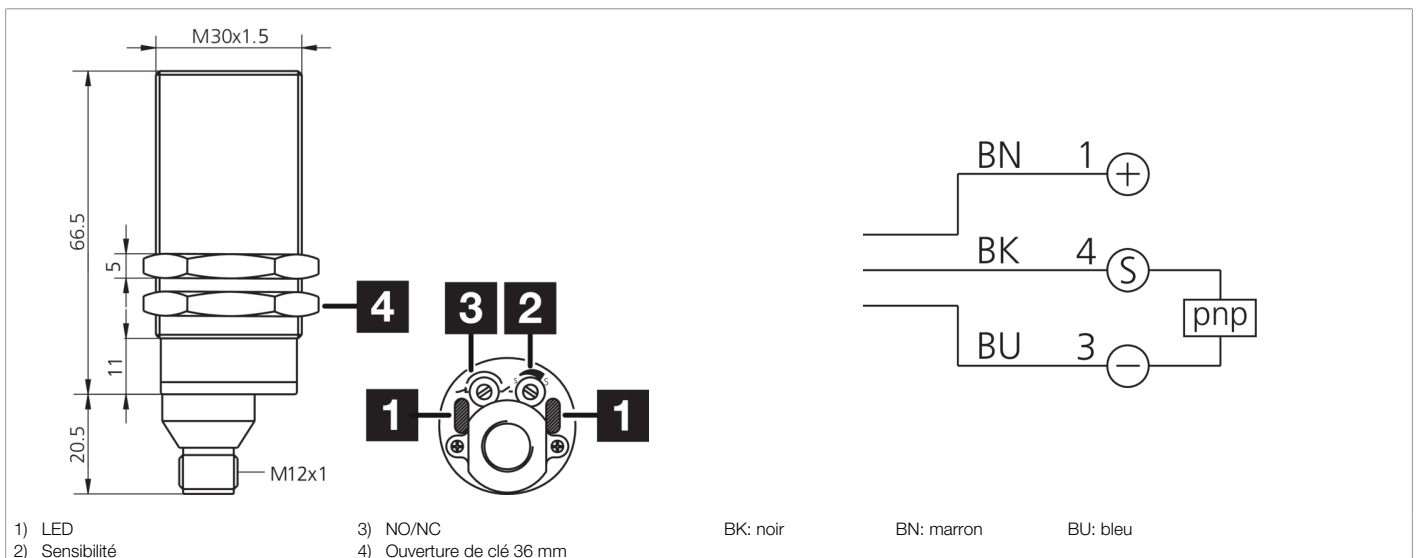 M30x1.5
66.5
5
11
20.5
M12x1
4
3
2
1
1
S
S
BN 1
+
BK 4
S
pnp
BU 3
−
1) LED
2) Sensibilité
3) NO/NC
4) Ouverture de clé 36 mm
BK: noir
BN: marron
BU: bleu